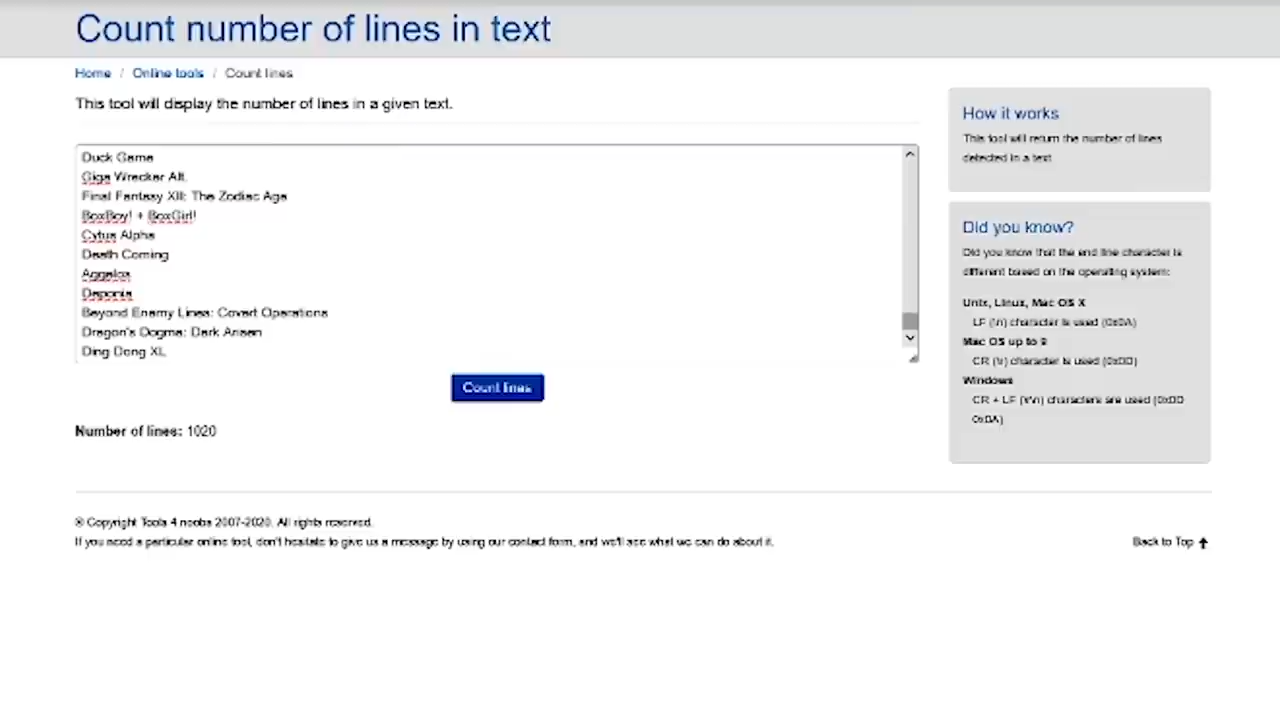 Count number of lines in text
Home / Online tools / Count lines
This tool will display the number of lines in a given text.
Duck Game
Giga Wrecker Alt.
Final Fantasy XII: The Zodiac Age
BoxBoy! + BoxGirl!
Cytus Alpha
Death Coming
Aggelos
Deponia
Beyond Enemy Lines: Covert Operations
Dragon's Dogma: Dark Arisen
Ding Dong XL
Count lines
Number of lines: 1020
How it works
This tool will return the number of lines
detected in a text
Did you know?
Did you know that the end line character is
different based on the operating system:
Unix, Linux, Mac OS X
LF (\n) character is used (0x0A)
Mac OS up to 9
CR (\r) character is used (0x0D)
Windows
CR + LF (\r\n) characters are used (0x0D
0x0A)
© Copyright Tools 4 noobs 2007-2020. All rights reserved.
If you need a particular online tool, don't hesitate to give us a message by using our contact form, and we'll see what we can do about it.
Back to Top